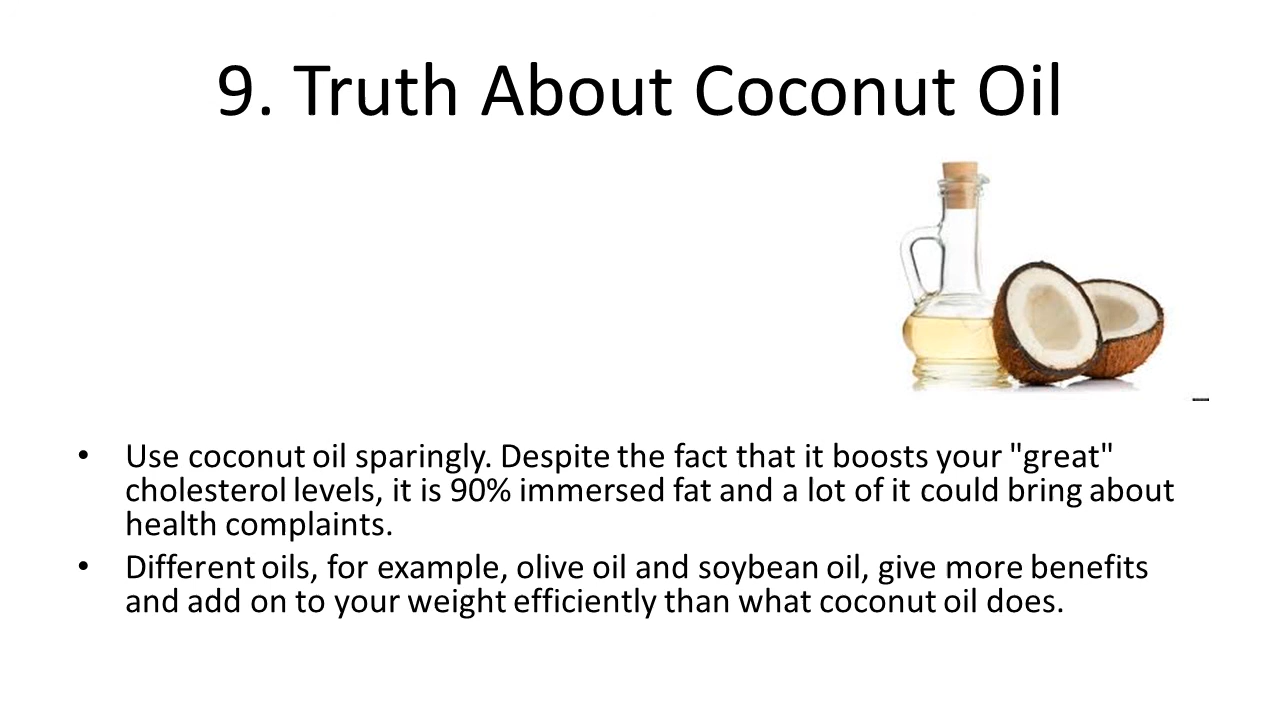 9. Truth About Coconut Oil
• Use coconut oil sparingly. Despite the fact that it boosts your "great"
cholesterol levels, it is 90% immersed fat and a lot of it could bring about
health complaints.
• Different oils, for example, olive oil and soybean oil, give more benefits
and add on to your weight efficiently than what coconut oil does.